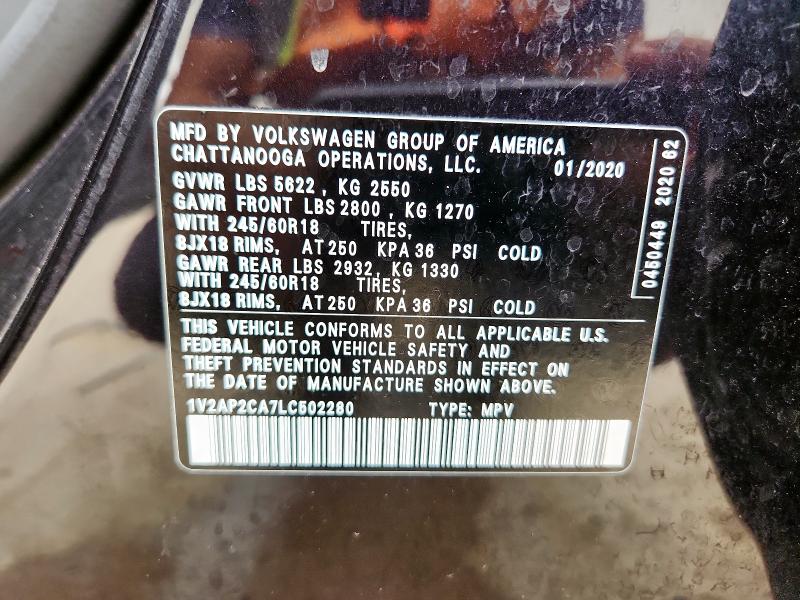 MFD BY VOLKSWAGEN GROUP OF AMERICA
CHATTANOOGA OPERATIONS, LLC. 01/2020
GVWR LBS 5622 , KG 2550
GAWR FRONT LBS 2800 , KG 1270
WITH 245/60R18 TIRES,
8JX18 RIMS, AT 250 KPA 36 PSI COLD
GAWR REAR LBS 2932, KG 1330
WITH 245/60R18 TIRES,
8JX18 RIMS, AT 250 KPA 36 PSI COLD
THIS VEHICLE CONFORMS TO ALL APPLICABLE U.S.
FEDERAL MOTOR VEHICLE SAFETY AND
THEFT PREVENTION STANDARDS IN EFFECT ON
THE DATE OF MANUFACTURE SHOWN ABOVE.
1V2AP2CA7LC502280 TYPE: MPV
0450449 2020 62